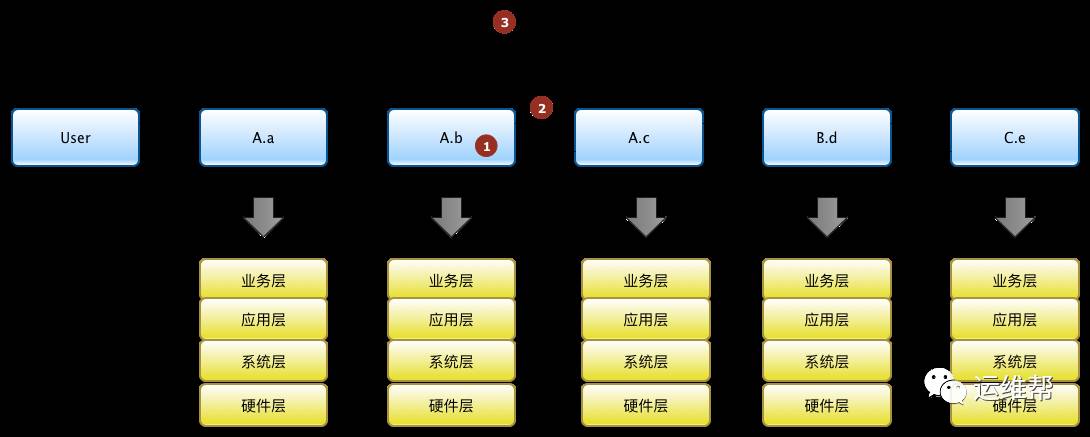 3
2
User A.a A.b 1 A.c B.d C.e
业务层 业务层 业务层 业务层 业务层
应用层 应用层 应用层 应用层 应用层
系统层 系统层 系统层 系统层 系统层
硬件层 硬件层 硬件层 硬件层 硬件层
运维帮